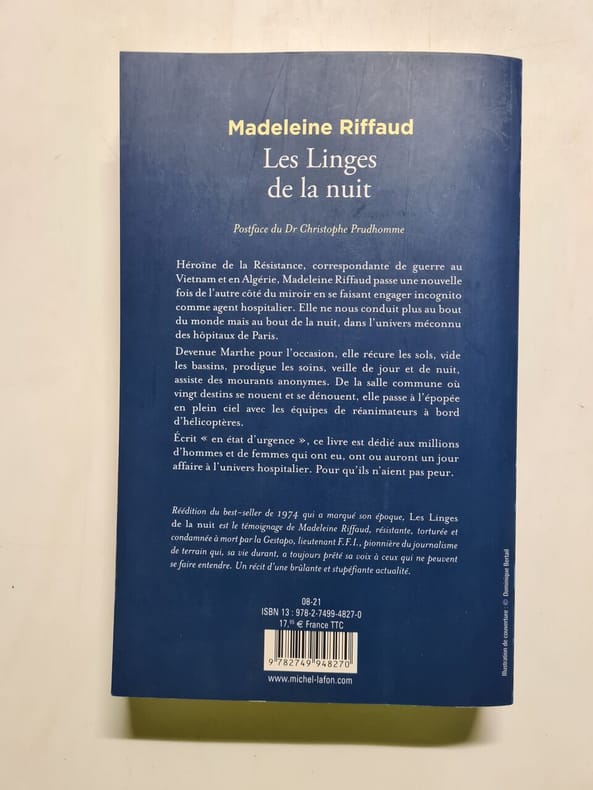 Madeleine Riffaud
Les Linges
de la nuit
Postface du Dr Christophe Prudhomme
Héroïne de la Résistance, correspondante de guerre au
Vietnam et en Algérie, Madeleine Riffaud passe une nouvelle
fois de l'autre côté du miroir en se faisant engager incognito
comme agent hospitalier. Elle ne nous conduit plus au bout
du monde mais au bout de la nuit, dans l'univers méconnu
des hôpitaux de Paris.
Devenue Marthe pour l'occasion, elle récure les sols, vide
les bassins, prodigue les soins, veille de jour et de nuit,
assiste des mourants anonymes. De la salle commune où
vingt destins se nouent et se dénouent, elle passe à l'épopée
en plein ciel avec les équipes de réanimateurs à bord
d'hélicoptères.
Écrit « en état d'urgence », ce livre est dédié aux millions
d'hommes et de femmes qui ont eu, ont ou auront un jour
affaire à l'univers hospitalier. Pour qu'ils n'aient pas peur.
Réédition du best-seller de 1974 qui a marqué son époque, Les Linges
de la nuit est le témoignage de Madeleine Riffaud, résistante, torturée et
condamnée à mort par la Gestapo, lieutenant F.F.I., pionnière du journalisme
de terrain qui, sa vie durant, a toujours prêté sa voix à ceux qui ne peuvent
se faire entendre. Un récit d'une brûlante et stupéfiante actualité.
08-21
ISBN 13 : 978-2-7499-4827-0
17,95 € France TTC
9 782749 948270
www.michel-lafon.com
Illustration de couverture : © Dominique Bertail